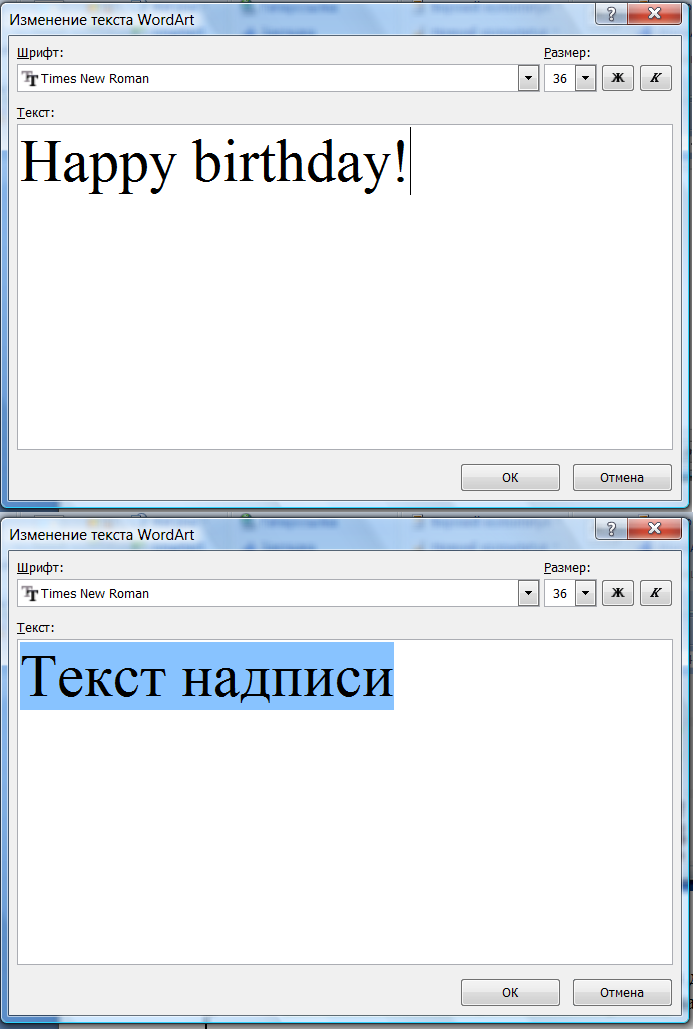 Изменение текста WordArt
Шрифт: Размер:
Times New Roman 36 Ж К
Текст:
Happy birthday!
ОК Отмена
Изменение текста WordArt
Шрифт: Размер:
Times New Roman 36 Ж К
Текст:
Текст надписи
ОК Отмена